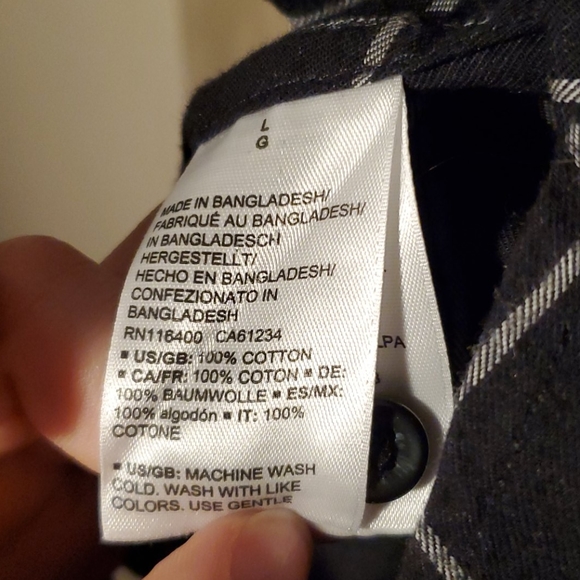 L
G
MADE IN BANGLADESH/
FABRIQUÉ AU BANGLADESH/
IN BANGLADESCH
HERGESTELLT/
HECHO EN BANGLADESH/
CONFEZIONATO IN
BANGLADESH
RN116400 CA61234
▪ US/GB: 100% COTTON
▪ CA/FR: 100% COTON ▪ DE:
100% BAUMWOLLE ▪ ES/MX:
100% algodón ▪ IT: 100%
COTONE
▪ US/GB: MACHINE WASH
COLD. WASH WITH LIKE
COLORS. USE GENTLE
LPA